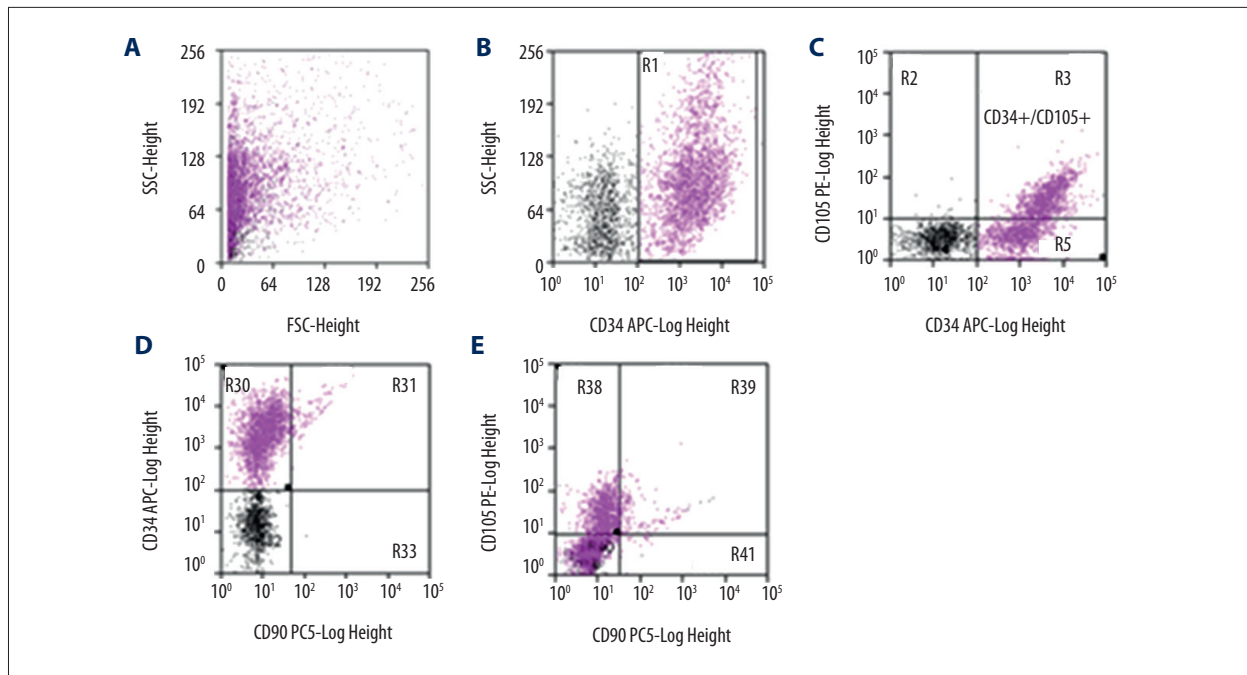 A
256
192
128
64
0
SSC-Height
0 64 128 192 256
FSC-Height
B
256
192
128
64
0
SSC-Height
R1
10⁰ 10¹ 10² 10³ 10⁴ 10⁵
CD34 APC-Log Height
C
10⁵
10⁴
10³
10²
10¹
10⁰
CD105 PE-Log Height
R2 R3
CD34+/CD105+
R5
10⁰ 10¹ 10² 10³ 10⁴ 10⁵
CD34 APC-Log Height
D
10⁵
10⁴
10³
10²
10¹
10⁰
CD34 APC-Log Height
R30 R31
R33
10⁰ 10¹ 10² 10³ 10⁴ 10⁵
CD90 PC5-Log Height
E
10⁵
10⁴
10³
10²
10¹
10⁰
CD105 PE-Log Height
R38 R39
R41
10⁰ 10¹ 10² 10³ 10⁴ 10⁵
CD90 PC5-Log Height